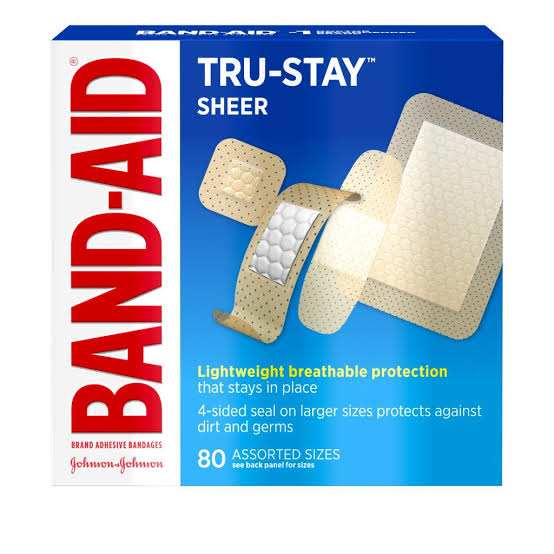 BAND-AID
®
BRAND ADHESIVE BANDAGES
Johnson & Johnson
TRU-STAY™
SHEER
Lightweight breathable protection
that stays in place
4-sided seal on larger sizes protects against
dirt and germs
80 ASSORTED SIZES
see back panel for sizes